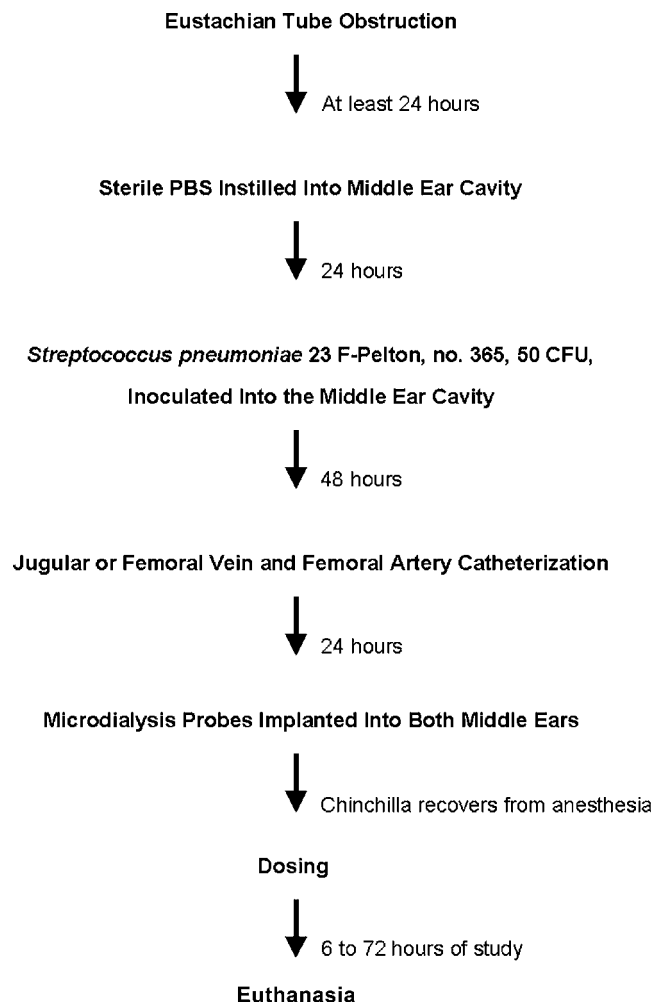 Eustachian Tube Obstruction
At least 24 hours
Sterile PBS Instilled Into Middle Ear Cavity
24 hours
Streptococcus pneumoniae 23 F-Pelton, no. 365, 50 CFU,
Inoculated Into the Middle Ear Cavity
48 hours
Jugular or Femoral Vein and Femoral Artery Catheterization
24 hours
Microdialysis Probes Implanted Into Both Middle Ears
Chinchilla recovers from anesthesia
Dosing
6 to 72 hours of study
Euthanasia